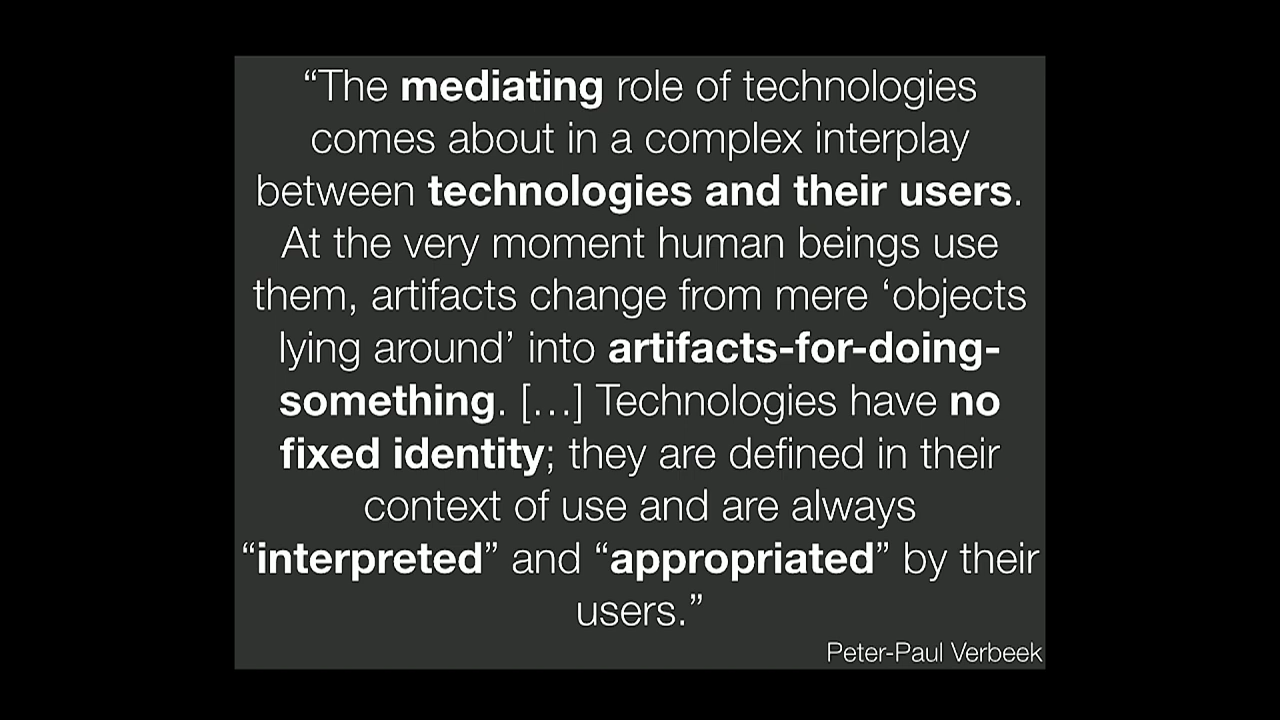 “The mediating role of technologies
comes about in a complex interplay
between technologies and their users.
At the very moment human beings use
them, artifacts change from mere ‘objects
lying around’ into artifacts-for-doing-
something. […] Technologies have no
fixed identity; they are defined in their
context of use and are always
“interpreted” and “appropriated” by their
users.”
Peter-Paul Verbeek